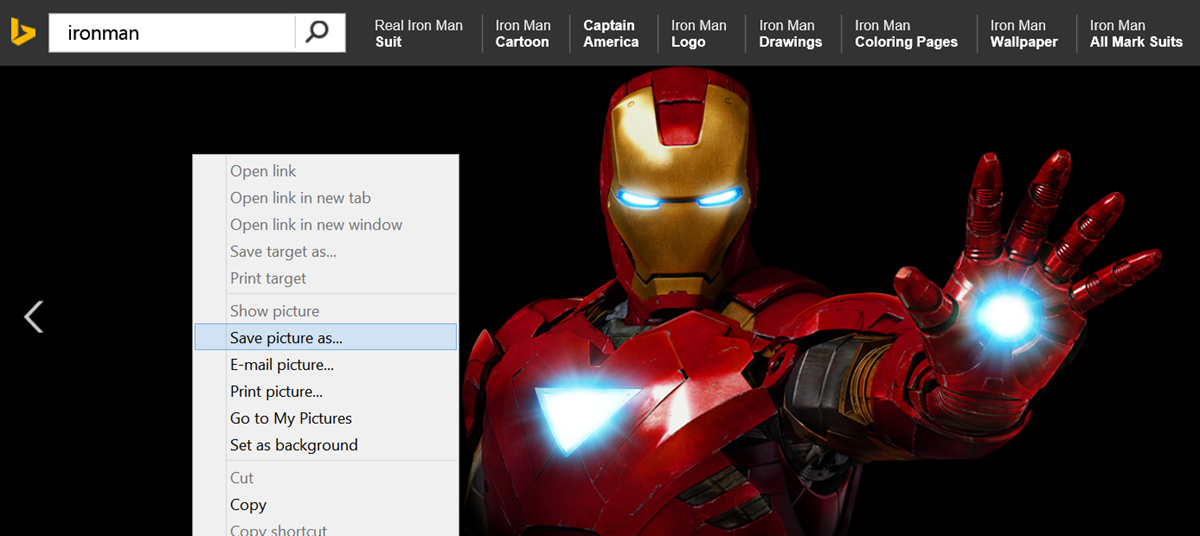 ironman
Real Iron Man
Suit
Iron Man
Cartoon
Captain
America
Iron Man
Logo
Iron Man
Drawings
Iron Man
Coloring Pages
Iron Man
Wallpaper
Iron Man
All Mark Suits
Open link
Open link in new tab
Open link in new window
Save target as...
Print target
Show picture
Save picture as...
E-mail picture...
Print picture...
Go to My Pictures
Set as background
Cut
Copy
Copy shortcut